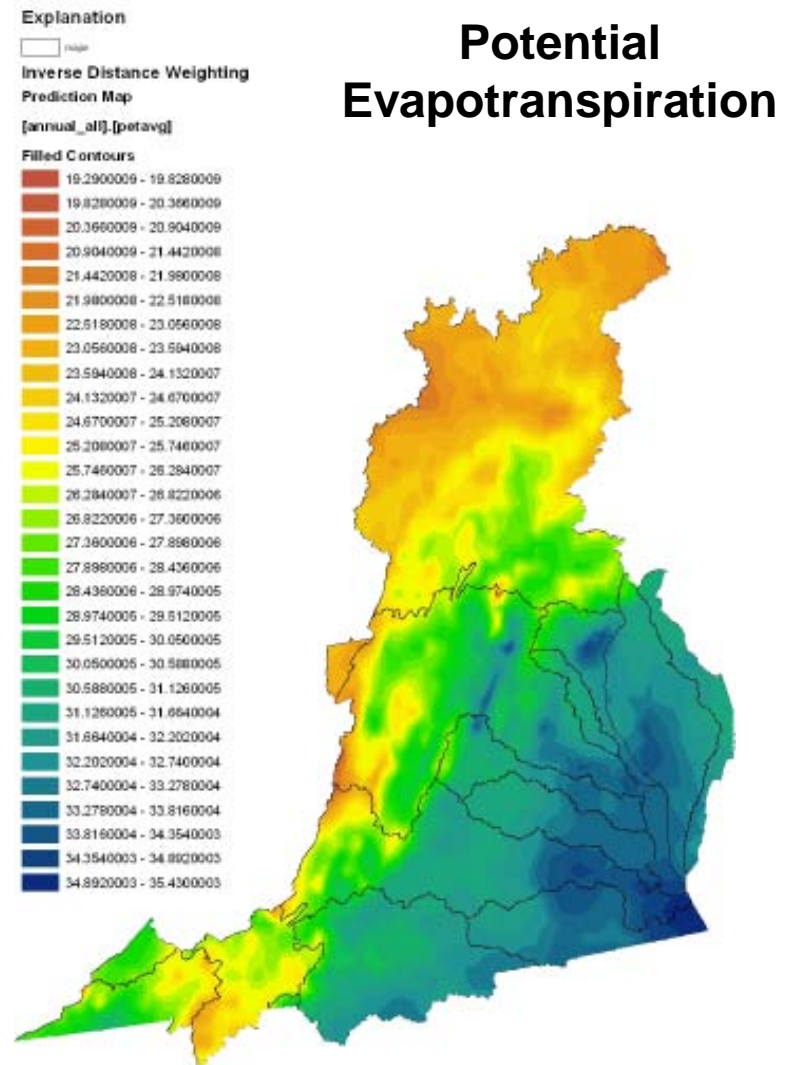 Explanation
Potential
Evapotranspiration
Inverse Distance Weighting
Prediction Map
[annual_all].[petavg]
Filled Contours
19.2900009 - 19.8280009
19.8280009 - 20.3660009
20.3660009 - 20.9040009
20.9040009 - 21.4420008
21.4420008 - 21.9800008
21.9800008 - 22.5180008
22.5180008 - 23.0560008
23.0560008 - 23.5940008
23.5940008 - 24.1320007
24.1320007 - 24.6700007
24.6700007 - 25.2080007
25.2080007 - 25.7460007
25.7460007 - 26.2840007
26.2840007 - 26.8220006
26.8220006 - 27.3600006
27.3600006 - 27.8980006
27.8980006 - 28.4360006
28.4360006 - 28.9740005
28.9740005 - 29.5120005
29.5120005 - 30.0500005
30.0500005 - 30.5880005
30.5880005 - 31.1260005
31.1260005 - 31.6640004
31.6640004 - 32.2020004
32.2020004 - 32.7400004
32.7400004 - 33.2780004
33.2780004 - 33.8160004
33.8160004 - 34.3540003
34.3540003 - 34.8920003
34.8920003 - 35.4300003